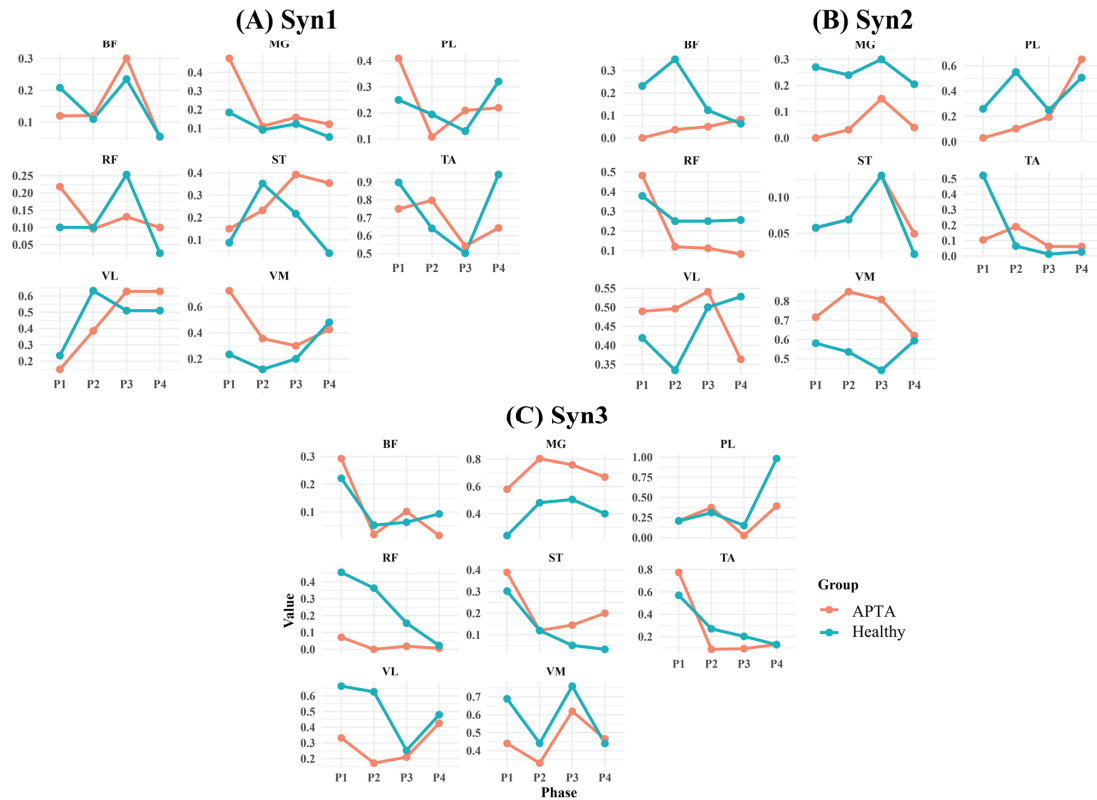 (A) Syn1
(B) Syn2
BF
MG
PL
0.3
0.2
0.1
0.4
0.3
0.2
0.1
0.4
0.3
0.2
0.1
RF
ST
TA
0.25
0.20
0.15
0.10
0.05
0.4
0.3
0.2
0.1
0.9
0.8
0.7
0.6
0.5
P1 P2 P3 P4
VL
VM
0.6
0.5
0.4
0.3
0.2
0.6
0.4
0.2
P1 P2 P3 P4
P1 P2 P3 P4
BF
MG
PL
0.3
0.2
0.1
0.0
0.3
0.2
0.1
0.0
0.6
0.4
0.2
0.0
RF
ST
TA
0.5
0.4
0.3
0.2
0.1
0.10
0.05
0.5
0.4
0.3
0.2
0.1
0.0
P1 P2 P3 P4
VL
VM
0.55
0.50
0.45
0.40
0.35
0.8
0.7
0.6
0.5
P1 P2 P3 P4
P1 P2 P3 P4
(C) Syn3
BF
MG
PL
0.3
0.2
0.1
0.8
0.6
0.4
1.00
0.75
0.50
0.25
0.00
RF
ST
TA
0.4
0.3
0.2
0.1
0.0
0.4
0.3
0.2
0.1
0.8
0.6
0.4
0.2
P1 P2 P3 P4
VL
VM
0.6
0.5
0.4
0.3
0.2
0.7
0.6
0.5
0.4
P1 P2 P3 P4
P1 P2 P3 P4
Value
Phase
Group
APTA
Healthy